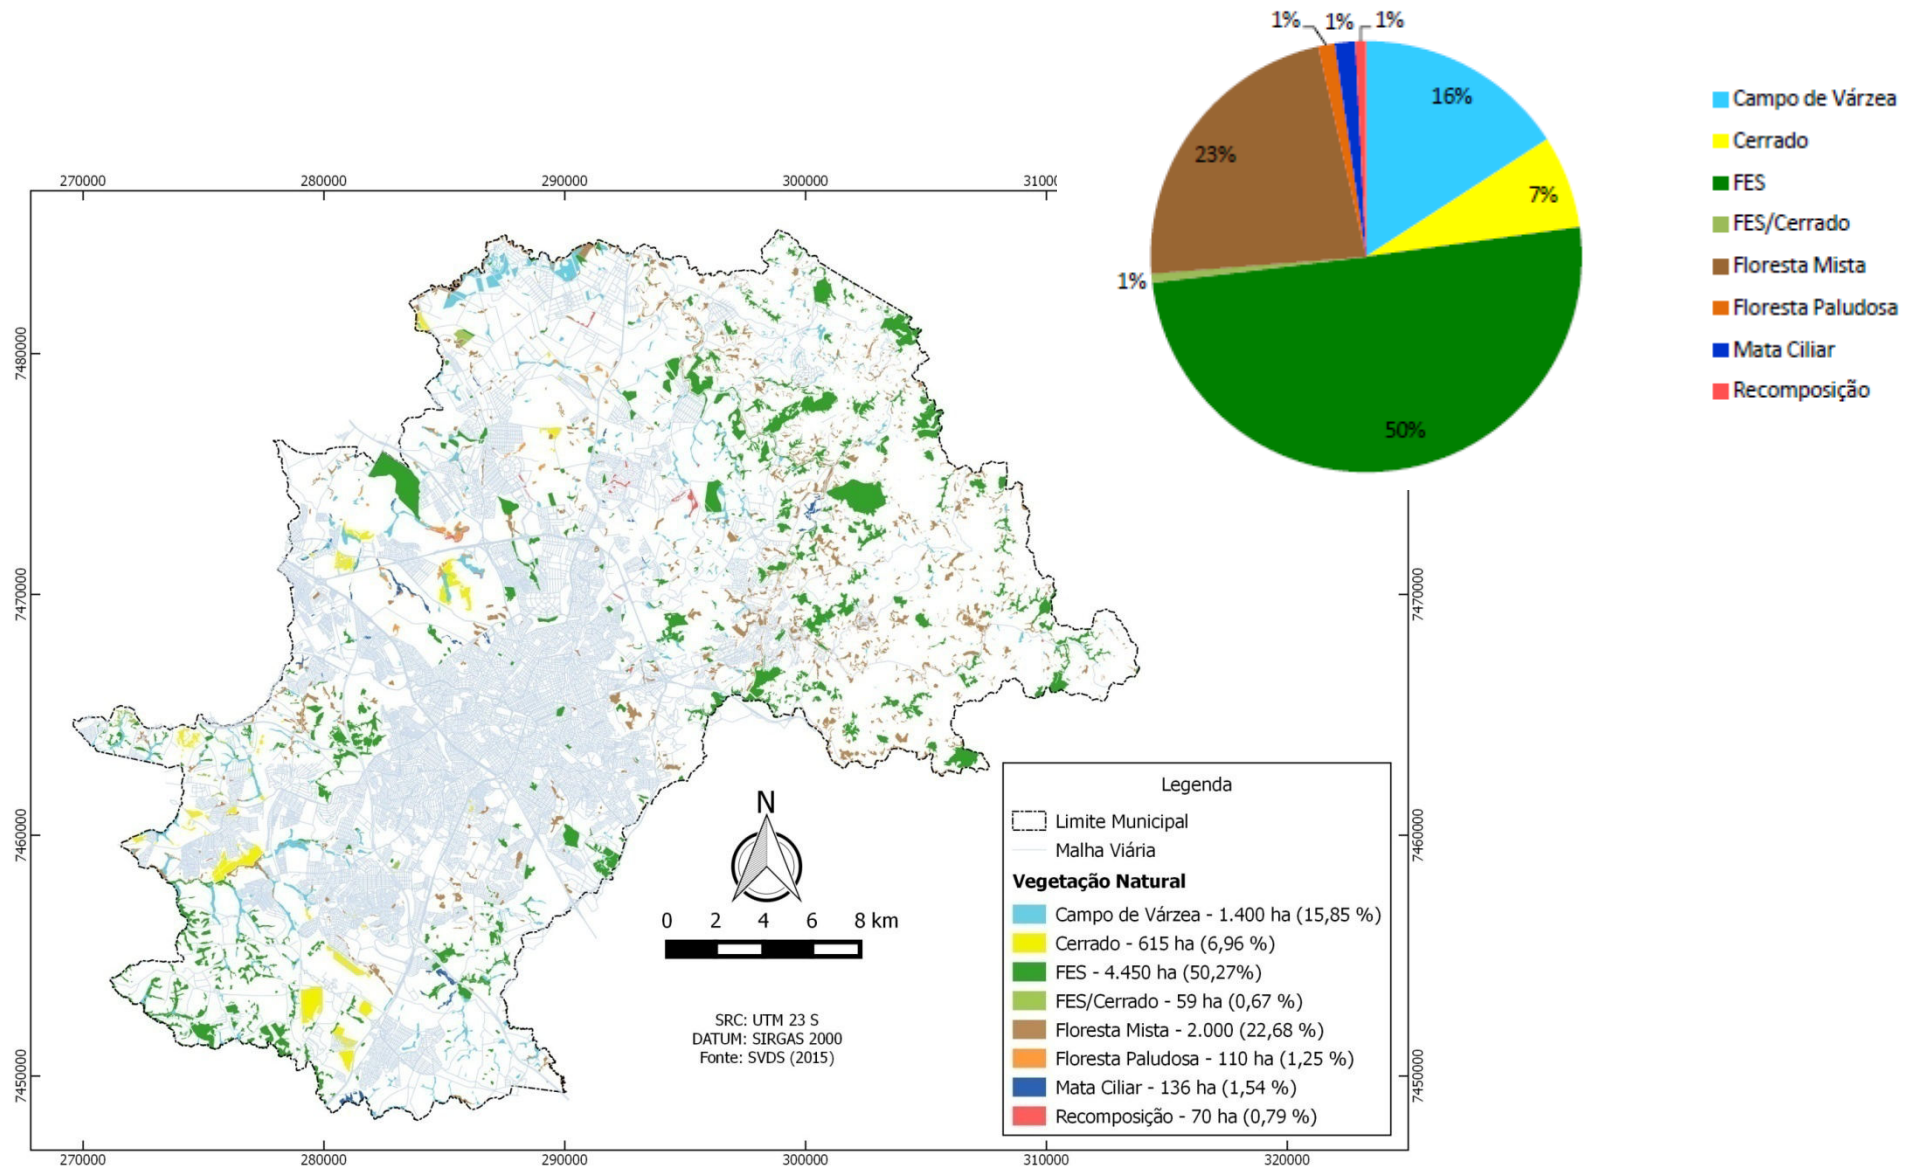 1% 1% 1%
16%
7%
50%
1%
23%
Campo de Várzea
Cerrado
FES
FES/Cerrado
Floresta Mista
Floresta Paludosa
Mata Ciliar
Recomposição
270000 280000 290000 300000 310000
7480000
7470000
7460000
7450000
7470000
7460000
7450000
N
0 2 4 6 8 km
SRC: UTM 23 S
DATUM: SIRGAS 2000
Fonte: SVDS (2015)
Legenda
Limite Municipal
Malha Viária
Vegetação Natural
Campo de Várzea - 1.400 ha (15,85 %)
Cerrado - 615 ha (6,96 %)
FES - 4.450 ha (50,27%)
FES/Cerrado - 59 ha (0,67 %)
Floresta Mista - 2.000 (22,68 %)
Floresta Paludosa - 110 ha (1,25 %)
Mata Ciliar - 136 ha (1,54 %)
Recomposição - 70 ha (0,79 %)
270000 280000 290000 300000 310000 320000